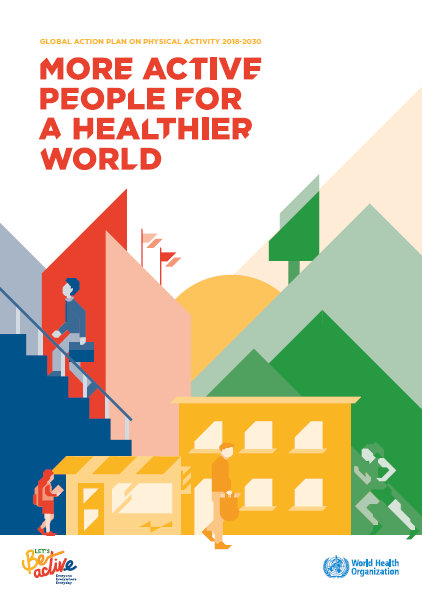 GLOBAL ACTION PLAN ON PHYSICAL ACTIVITY 2018-2030
MORE ACTIVE
PEOPLE FOR
A HEALTHIER
WORLD
LET'S
Be
active
Everyone
Everywhere
Everyday
World Health
Organization